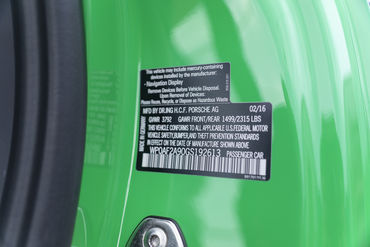 This vehicle may include mercury-containing
devices installed by the manufacturer:
- Navigation Display
Remove Devices Before Vehicle Disposal
Upon Removal of Devices
Please Reuse, Recycle or Dispose as Hazardous Waste
MFD BY DR.ING H.C.F. PORSCHE AG 02/16
GVWR 3792 GAWR FRONT/REAR 1499/2315 LBS
THIS VEHICLE CONFORMS TO ALL APPLICABLE
FEDERAL MOTOR VEHICLE
SAFETY,BUMPER,AND THEFT PREVENTION STANDARDS
IN EFFECT ON THE DATE OF MANUFACTURE SHOWN ABOVE
WP0AF2A90GS192613 PASSENGER CAR